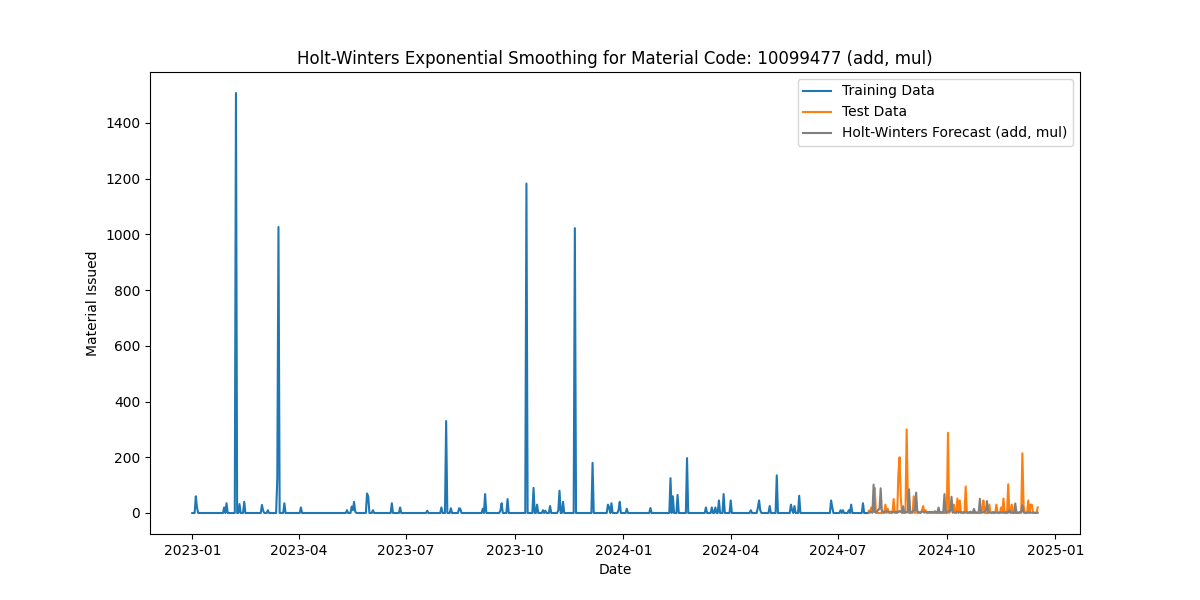 Holt-Winters Exponential Smoothing for Material Code: 10099477 (add, mul)
Training Data
Test Data
Holt-Winters Forecast (add, mul)
Material Issued
1400
1200
1000
800
600
400
200
0
2023-01 2023-04 2023-07 2023-10 2024-01 2024-04 2024-07 2024-10 2025-01
Date